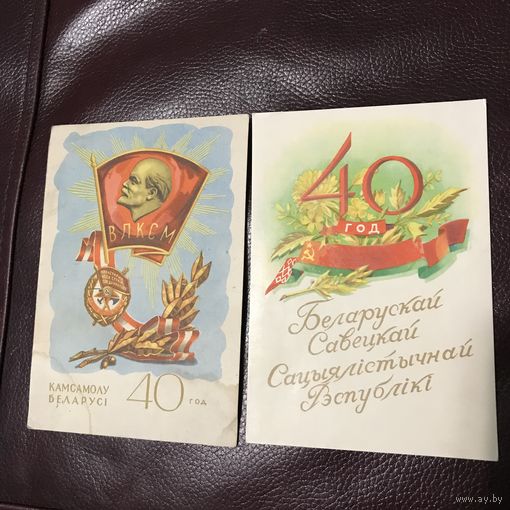 ВЛКСМ
КАМСАМОЛУ
БЕЛАРУСІ
40 год
40
ГОД
Беларускай
Савецкай
Сацыялістычнай
Рэспублікі
www.ay.by